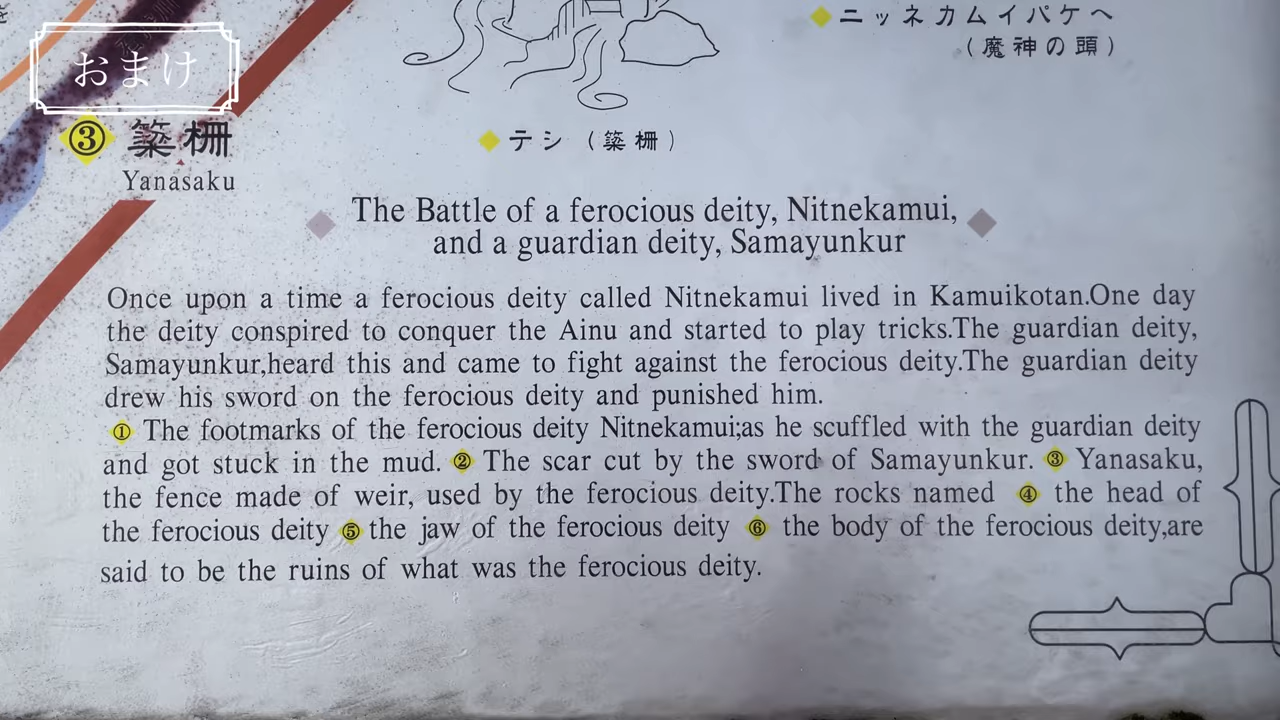 おまけ
ニッネカムイパケヘ
(魔神の頭)
③ 簗柵
Yanasaku
テシ (簗柵)
The Battle of a ferocious deity, Nitnekamui,
and a guardian deity, Samayunkur
Once upon a time a ferocious deity called Nitnekamui lived in Kamuikotan.One day
the deity conspired to conquer the Ainu and started to play tricks.The guardian deity,
Samayunkur,heard this and came to fight against the ferocious deity.The guardian deity
drew his sword on the ferocious deity and punished him.
① The footmarks of the ferocious deity Nitnekamui;as he scuffled with the guardian deity
and got stuck in the mud. ② The scar cut by the sword of Samayunkur. ③ Yanasaku,
the fence made of weir, used by the ferocious deity.The rocks named ④ the head of
the ferocious deity ⑤ the jaw of the ferocious deity ⑥ the body of the ferocious deity,are
said to be the ruins of what was the ferocious deity.